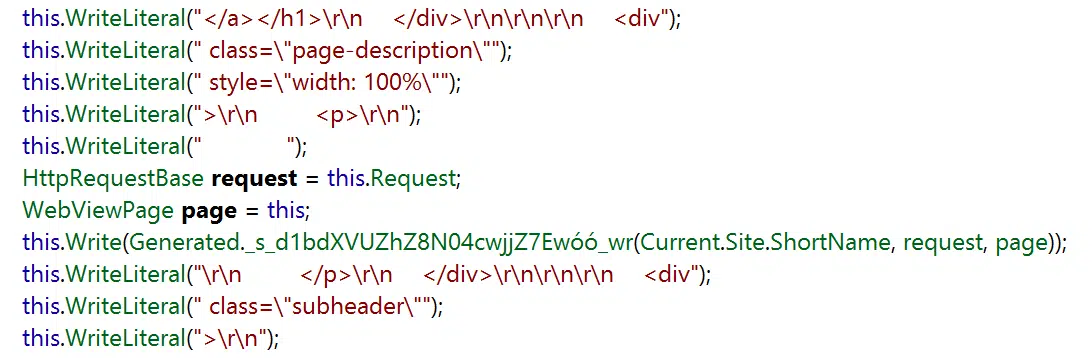 this.WriteLiteral("</a></h1>\r\n    </div>\r\n\r\n\r\n    <div");
this.WriteLiteral(" class=\"page-description\"");
this.WriteLiteral(" style=\"width: 100%\"");
this.WriteLiteral(">\r\n        <p>\r\n");
this.WriteLiteral("            ");
HttpRequestBase request = this.Request;
WebViewPage page = this;
this.Write(Generated._s_d1bdXVUZhZ8N04cwjjZ7Ewóó_wr(Current.Site.ShortName, request, page));
this.WriteLiteral("\r\n        </p>\r\n    </div>\r\n\r\n\r\n    <div");
this.WriteLiteral(" class=\"subheader\"");
this.WriteLiteral(">\r\n");